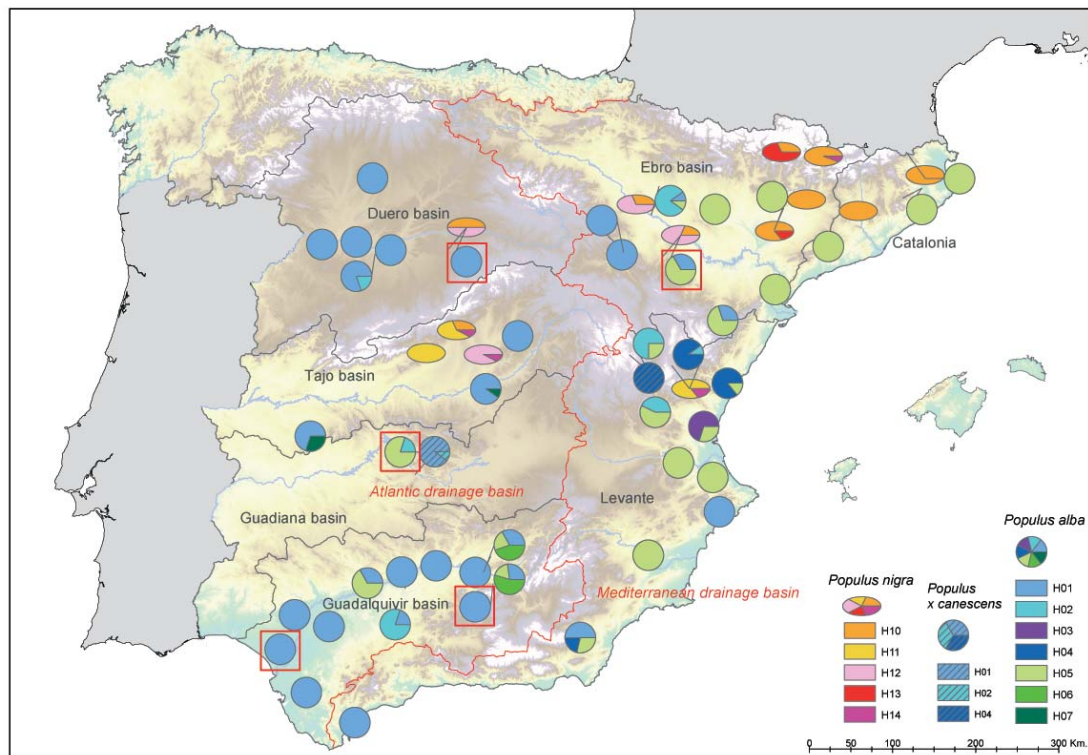 Ebro basin
Duero basin
Catalonia
Tajo basin
Atlantic drainage basin
Guadiana basin
Levante
Guadalquivir basin
Mediterranean drainage basin
Populus nigra
H10
H11
H12
H13
H14
Populus
x canescens
H01
H02
H04
Populus alba
H01
H02
H03
H04
H05
H06
H07
0 50 100 200 300 Km.